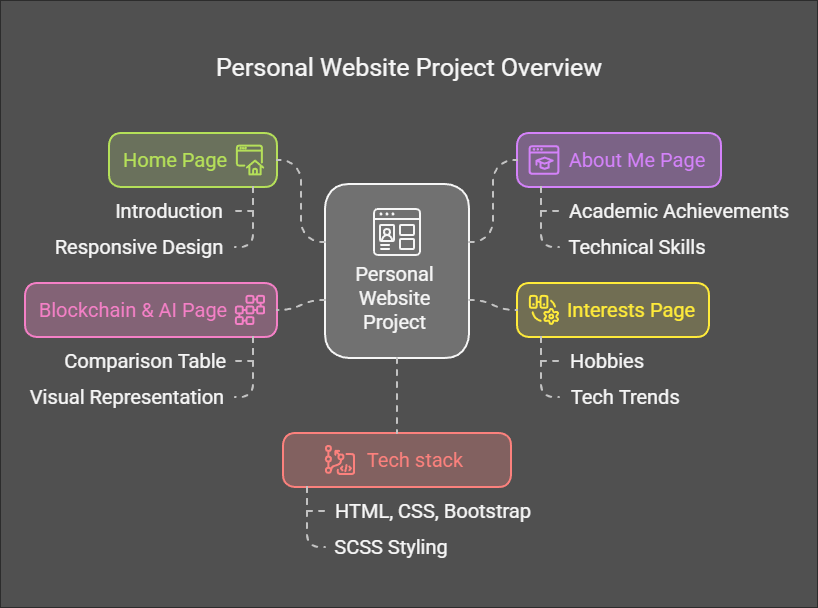 Personal Website Project Overview
Home Page
Introduction
Responsive Design
Blockchain & AI Page
Comparison Table
Visual Representation
Personal
Website
Project
About Me Page
Academic Achievements
Technical Skills
Interests Page
Hobbies
Tech Trends
Tech stack
HTML, CSS, Bootstrap
SCSS Styling